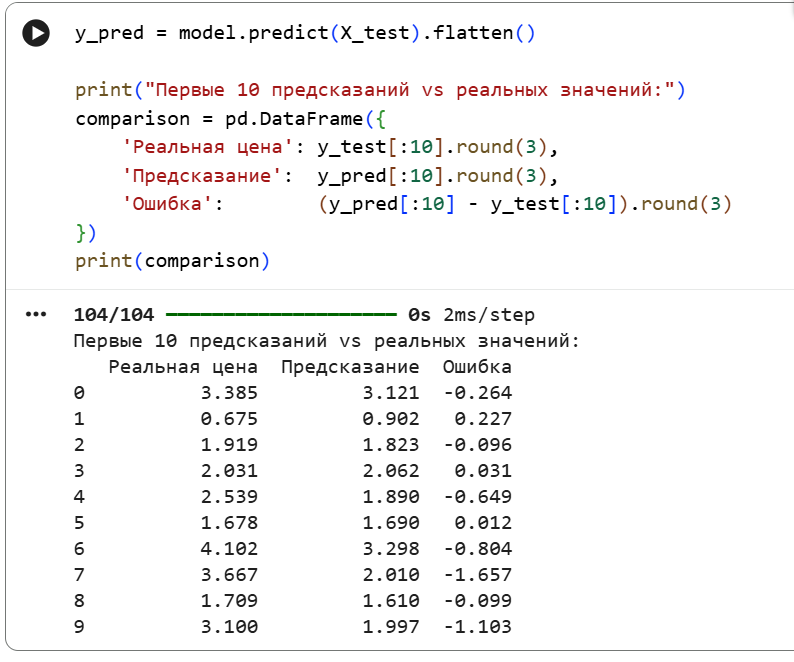 y_pred = model.predict(X_test).flatten()
print("Первые 10 предсказаний vs реальных значений:")
comparison = pd.DataFrame({
    'Реальная цена': y_test[:10].round(3),
    'Предсказание':  y_pred[:10].round(3),
    'Ошибка':        (y_pred[:10] - y_test[:10]).round(3)
})
print(comparison)
104/104 ━━━━━━━━━━━━━━━━━━━━ 0s 2ms/step
Первые 10 предсказаний vs реальных значений:
   Реальная цена  Предсказание  Ошибка
0          3.385         3.121  -0.264
1          0.675         0.902   0.227
2          1.919         1.823  -0.096
3          2.031         2.062   0.031
4          2.539         1.890  -0.649
5          1.678         1.690   0.012
6          4.102         3.298  -0.804
7          3.667         2.010  -1.657
8          1.709         1.610  -0.099
9          3.100         1.997  -1.103